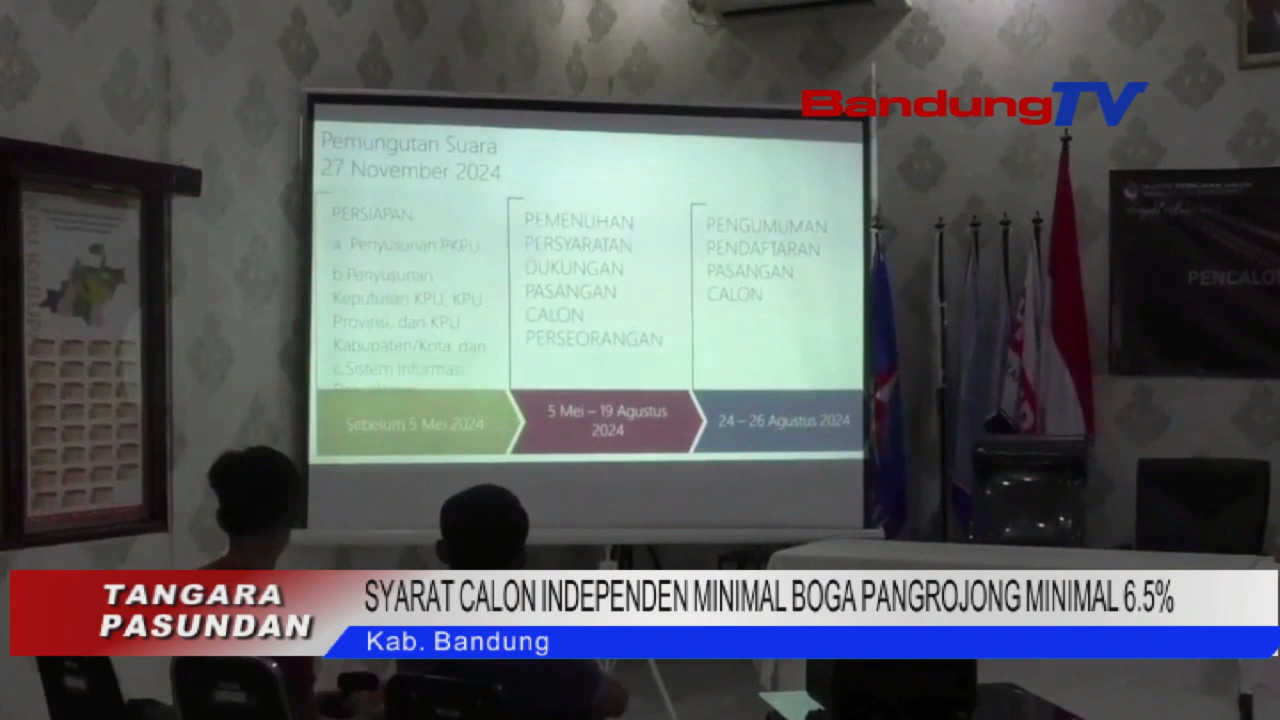 BandungTV
Pemungutan Suara
27 November 2024
PERSIAPAN:
a. Penyusunan PKPU;
b.Penyusunan
Keputusan KPU, KPU
Provinsi, dan KPU
Kabupaten/Kota; dan
c.Sistem Informasi
PEMENUHAN
PERSYARATAN
DUKUNGAN
PASANGAN
CALON
PERSEORANGAN
PENGUMUMAN
PENDAFTARAN
PASANGAN
CALON
Sebelum 5 Mei 2024
5 Mei – 19 Agustus
2024
24 – 26 Agustus 2024
PENCALO
TANGARA
PASUNDAN
SYARAT CALON INDEPENDEN MINIMAL BOGA PANGROJONG MINIMAL 6.5%
Kab. Bandung